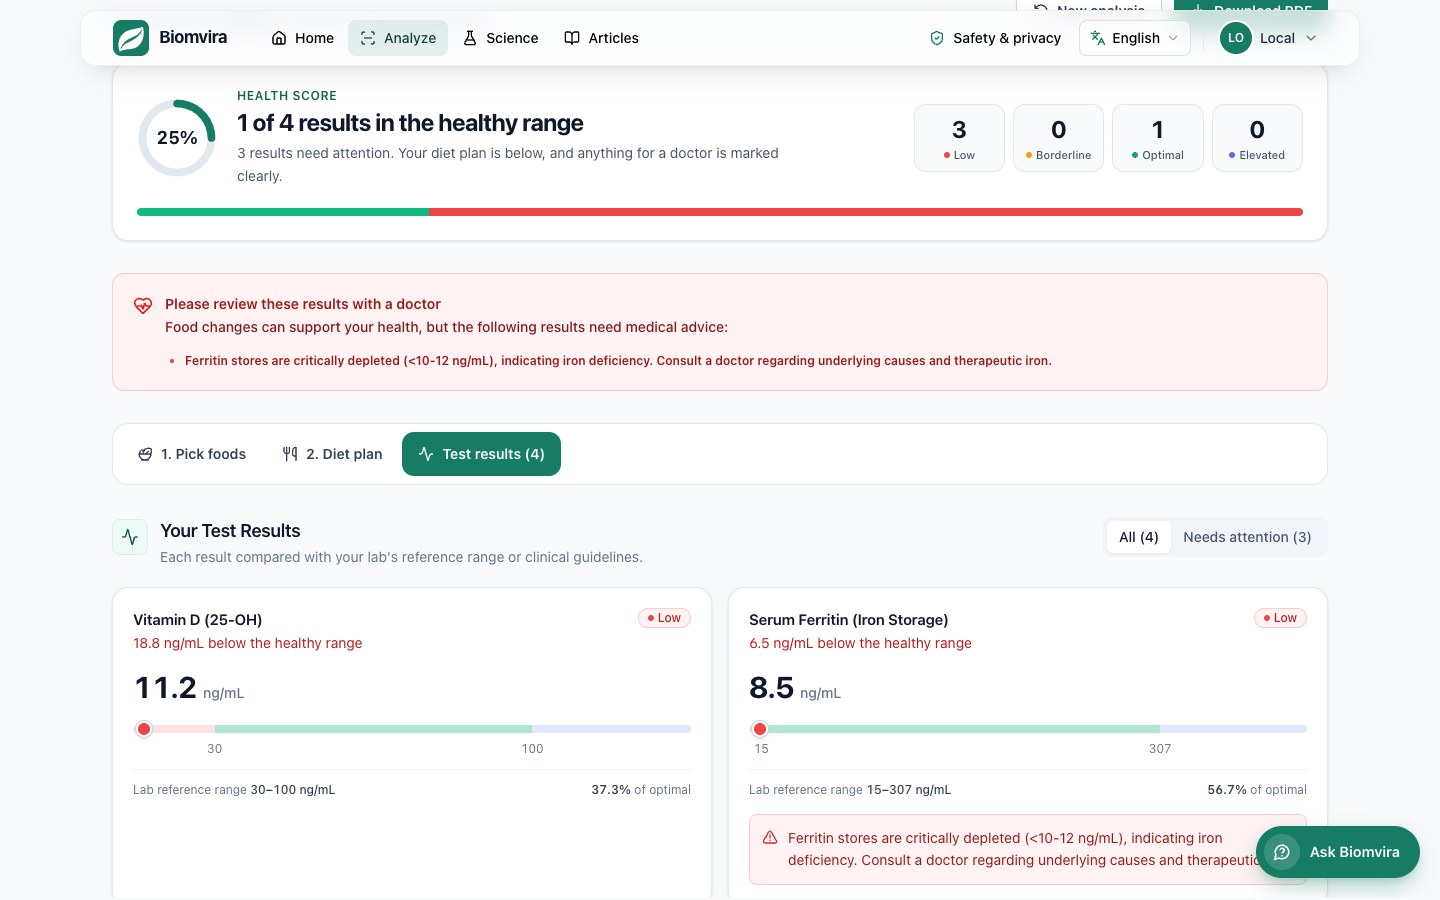 New analysis
Download PDF
Biomvira
Home
Analyze
Science
Articles
Safety & privacy
English
LO
Local
25%
HEALTH SCORE
1 of 4 results in the healthy range
3 results need attention. Your diet plan is below, and anything for a doctor is marked
clearly.
3
Low
0
Borderline
1
Optimal
0
Elevated
Please review these results with a doctor
Food changes can support your health, but the following results need medical advice:
• Ferritin stores are critically depleted (<10-12 ng/mL), indicating iron deficiency. Consult a doctor regarding underlying causes and therapeutic iron.
1. Pick foods
2. Diet plan
Test results (4)
Your Test Results
Each result compared with your lab's reference range or clinical guidelines.
All (4)
Needs attention (3)
Vitamin D (25-OH)
Low
18.8 ng/mL below the healthy range
11.2 ng/mL
30
100
Lab reference range 30–100 ng/mL
37.3% of optimal
Serum Ferritin (Iron Storage)
Low
6.5 ng/mL below the healthy range
8.5 ng/mL
15
307
Lab reference range 15–307 ng/mL
56.7% of optimal
Ferritin stores are critically depleted (<10-12 ng/mL), indicating iron
deficiency. Consult a doctor regarding underlying causes and therapeutic
Ask Biomvira